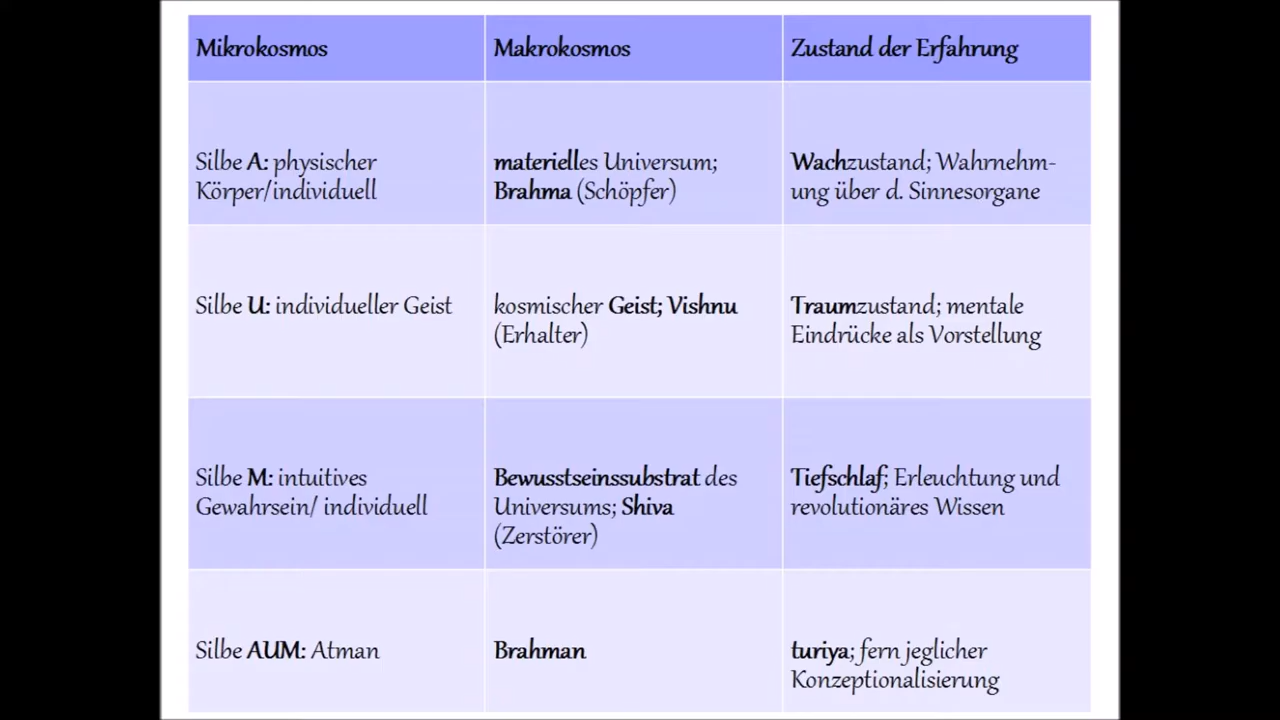 Mikrokosmos
Makrokosmos
Zustand der Erfahrung
Silbe A: physischer
Körper/individuell
materielles Universum;
Brahma (Schöpfer)
Wachzustand; Wahrnehm-
ung über d. Sinnesorgane
Silbe U: individueller Geist
kosmischer Geist; Vishnu
(Erhalter)
Traumzustand; mentale
Eindrücke als Vorstellung
Silbe M: intuitives
Gewahrsein/ individuell
Bewusstseinssubstrat des
Universums; Shiva
(Zerstörer)
Tiefschlaf; Erleuchtung und
revolutionäres Wissen
Silbe AUM: Atman
Brahman
turiya; fern jeglicher
Konzeptionalisierung